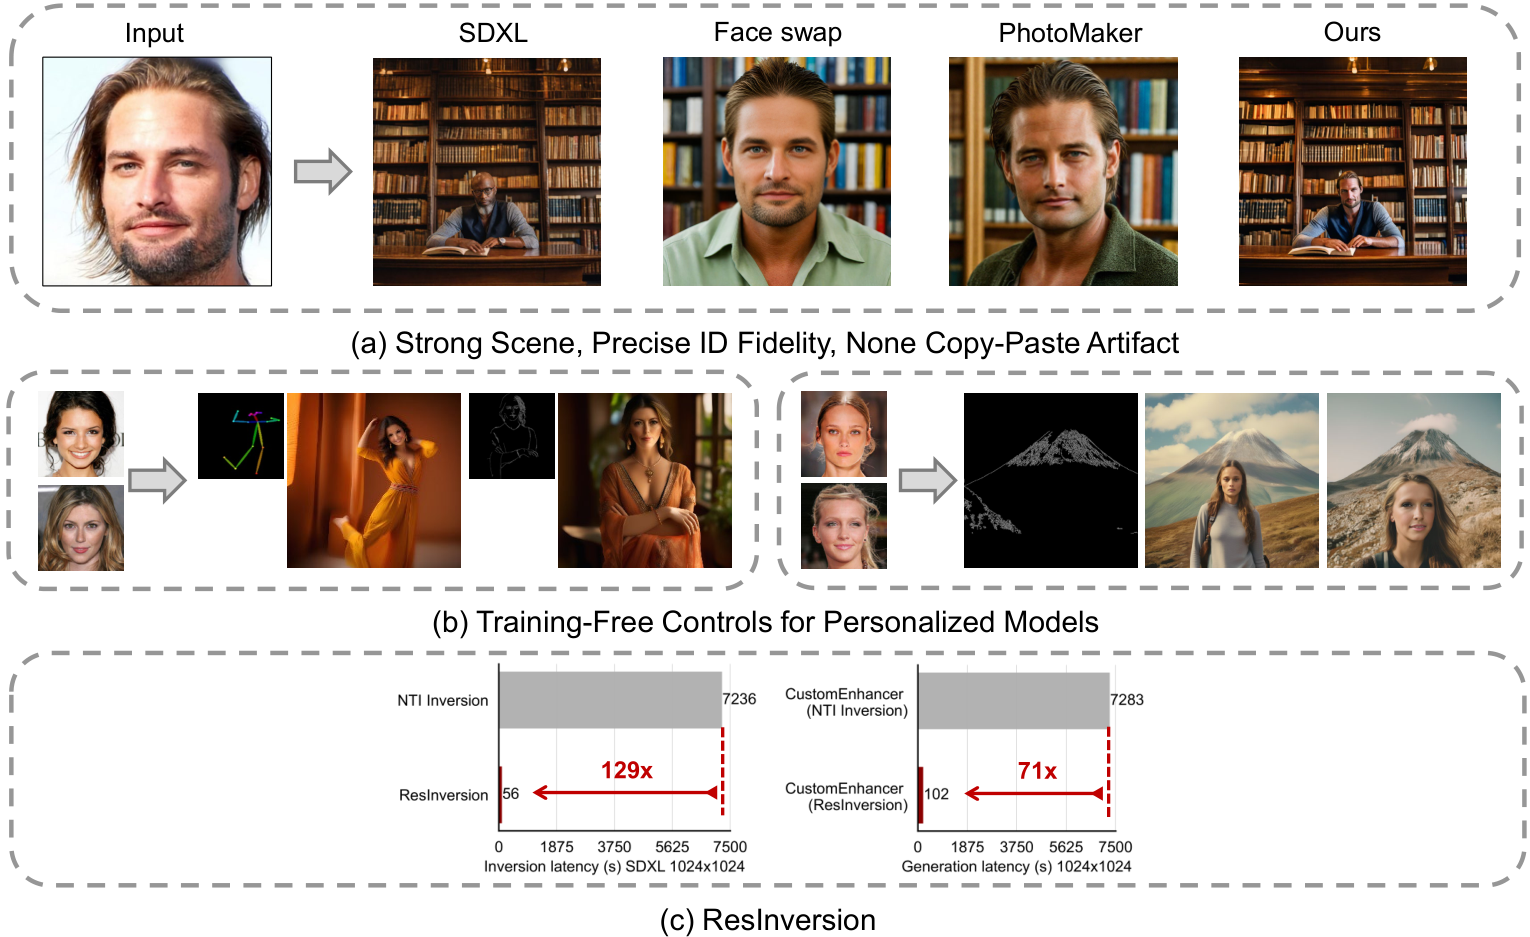 Input
SDXL
Face swap
PhotoMaker
Ours
(a) Strong Scene, Precise ID Fidelity, None Copy-Paste Artifact
(b) Training-Free Controls for Personalized Models
NTI Inversion
7236
129x
ResInversion
56
0 1875 3750 5625 7500
Inversion latency (s) SDXL 1024x1024
CustomEnhancer
(NTI Inversion)
7283
71x
CustomEnhancer
(ResInversion)
102
0 1875 3750 5625 7500
Generation latency (s) 1024x1024
(c) ResInversion